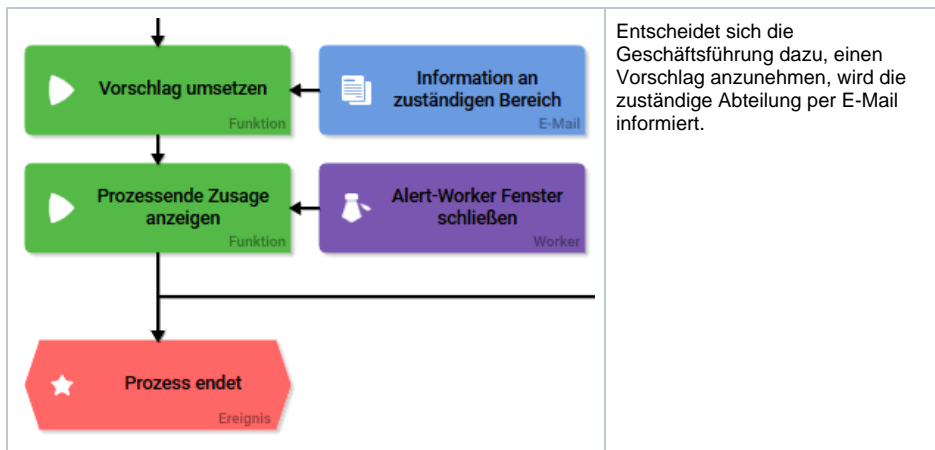 Vorschlag umsetzen
Funktion
Information an
zuständigen Bereich
E-Mail
Prozessende Zusage
anzeigen
Funktion
Alert-Worker Fenster
schließen
Worker
Prozess endet
Ereignis
Entscheidet sich die
Geschäftsführung dazu, einen
Vorschlag anzunehmen, wird die
zuständige Abteilung per E-Mail
informiert.